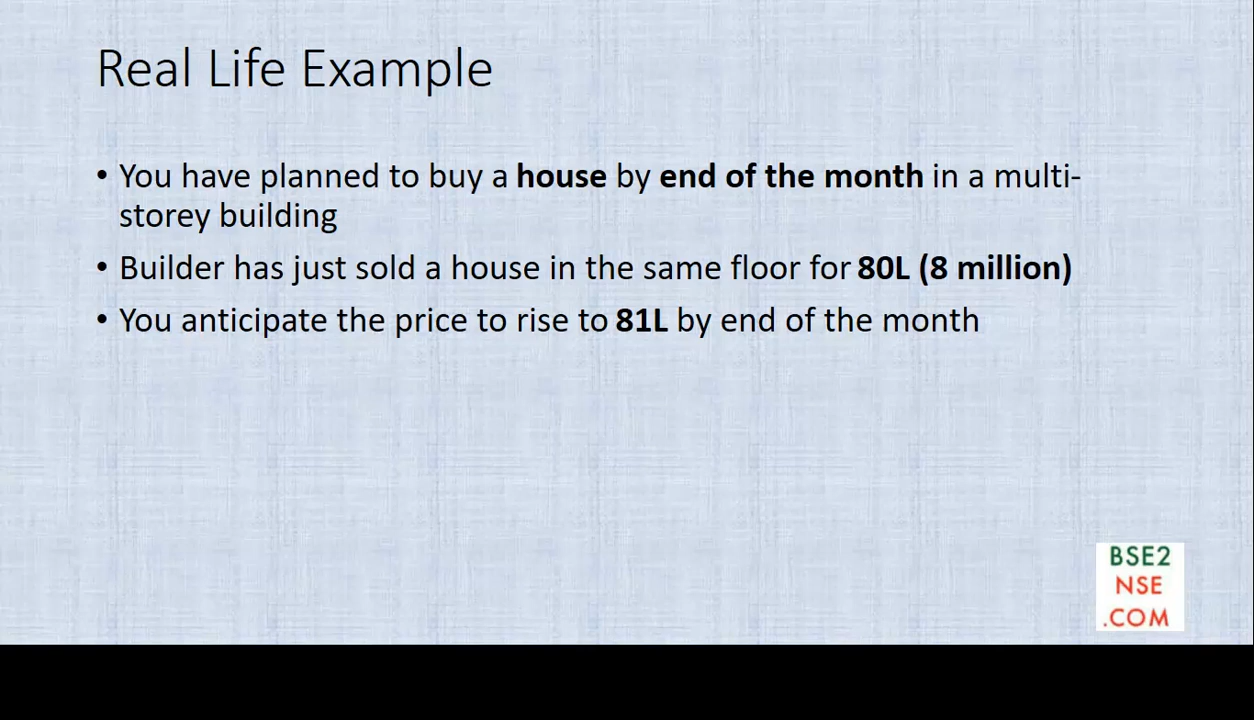 Real Life Example
• You have planned to buy a house by end of the month in a multi-
storey building
• Builder has just sold a house in the same floor for 80L (8 million)
• You anticipate the price to rise to 81L by end of the month
BSE2
NSE
.COM